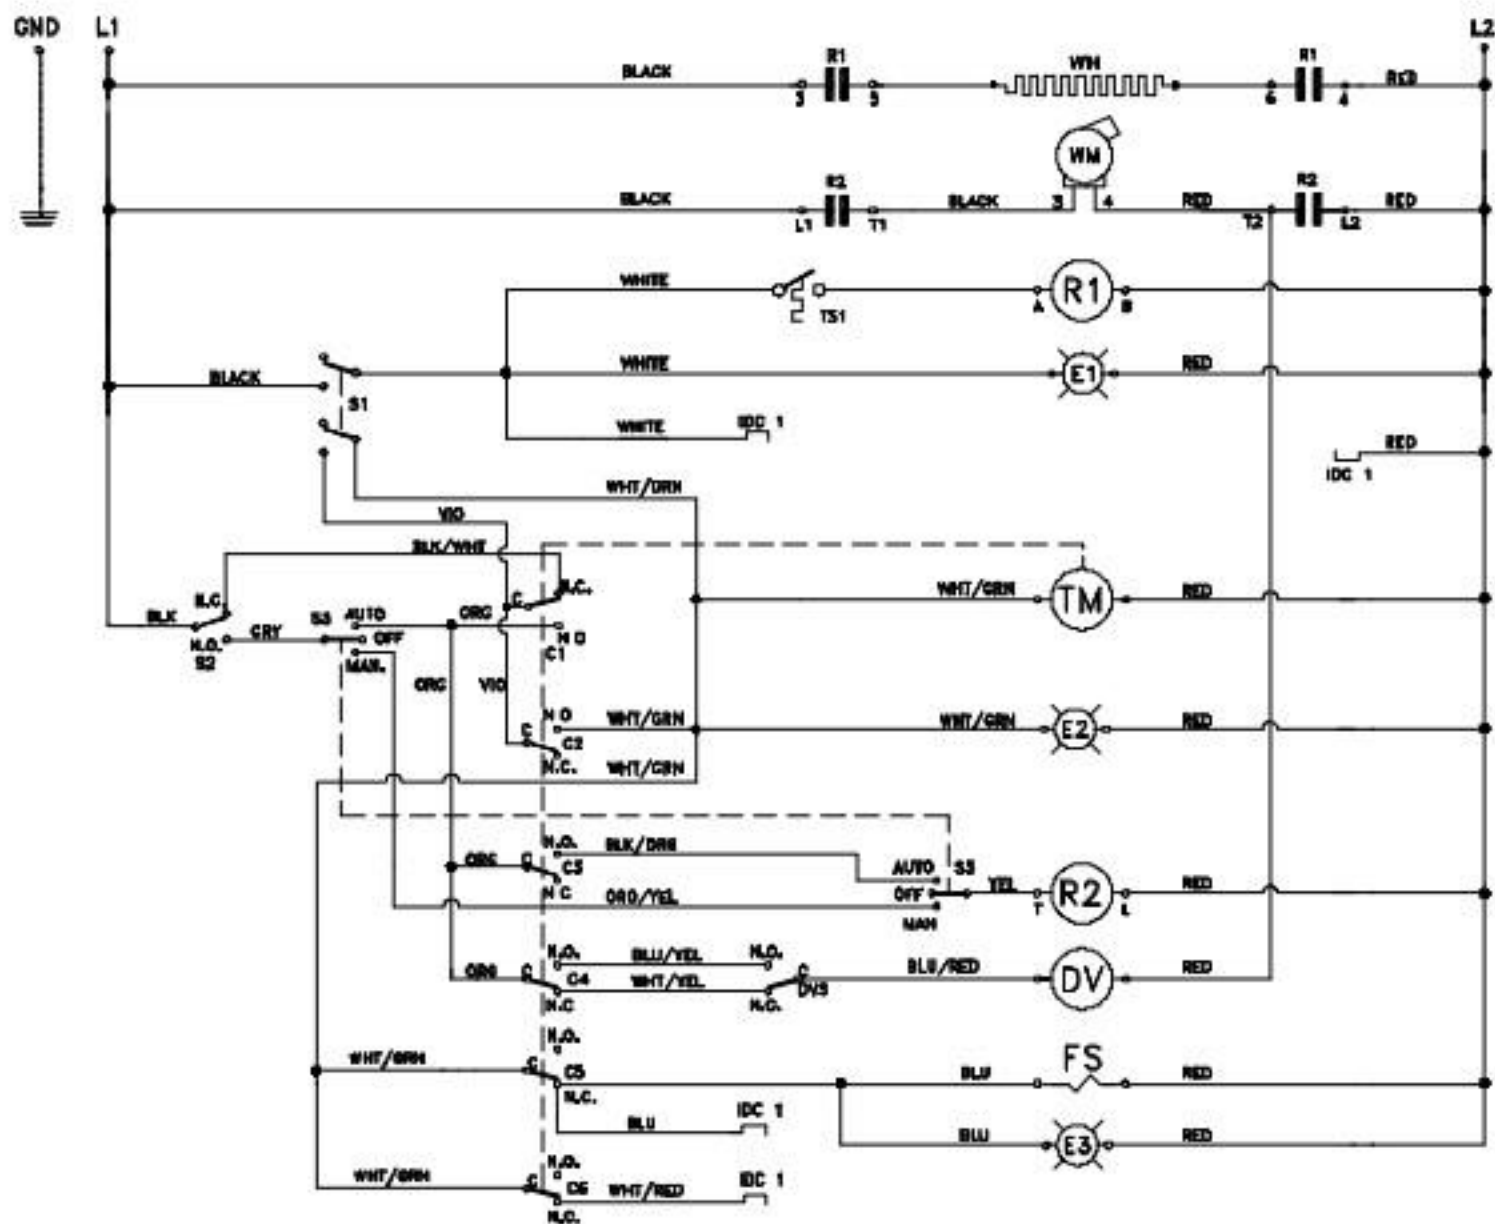 GND L1 L2
R1 WH R1
BLACK RED
3 5 6 4
WM
R2 R2
BLACK BLACK 3 4 RED RED
L1 T1 T2 L2
WHITE R1
TS1 A B
BLACK WHITE E1 RED
S1
WHITE IDC 1 RED
IDC 1
WHT/GRN
VIO
BLK/WHT
N.C.
WHT/GRN TM RED
C
BLK N.C. S3 AUTO ORG
GRY OFF N O
N.O. MAN. C1
S2
ORG VIO
N O WHT/GRN WHT/GRN E2 RED
C C2
N.C. WHT/GRN
N.O. BLK/ORG
ORG C C3 AUTO S3
N C ORG/YEL OFF YEL R2 RED
MAN T L
N.O. BLU/YEL N.O.
ORG C C4 WHT/YEL C BLU/RED DV RED
N.C N.C. DVS
N.O.
WHT/GRN C C5 FS
N.C. BLU RED
BLU IDC 1
BLU E3 RED
N.O.
WHT/GRN C C6 WHT/RED IDC 1
N.C.